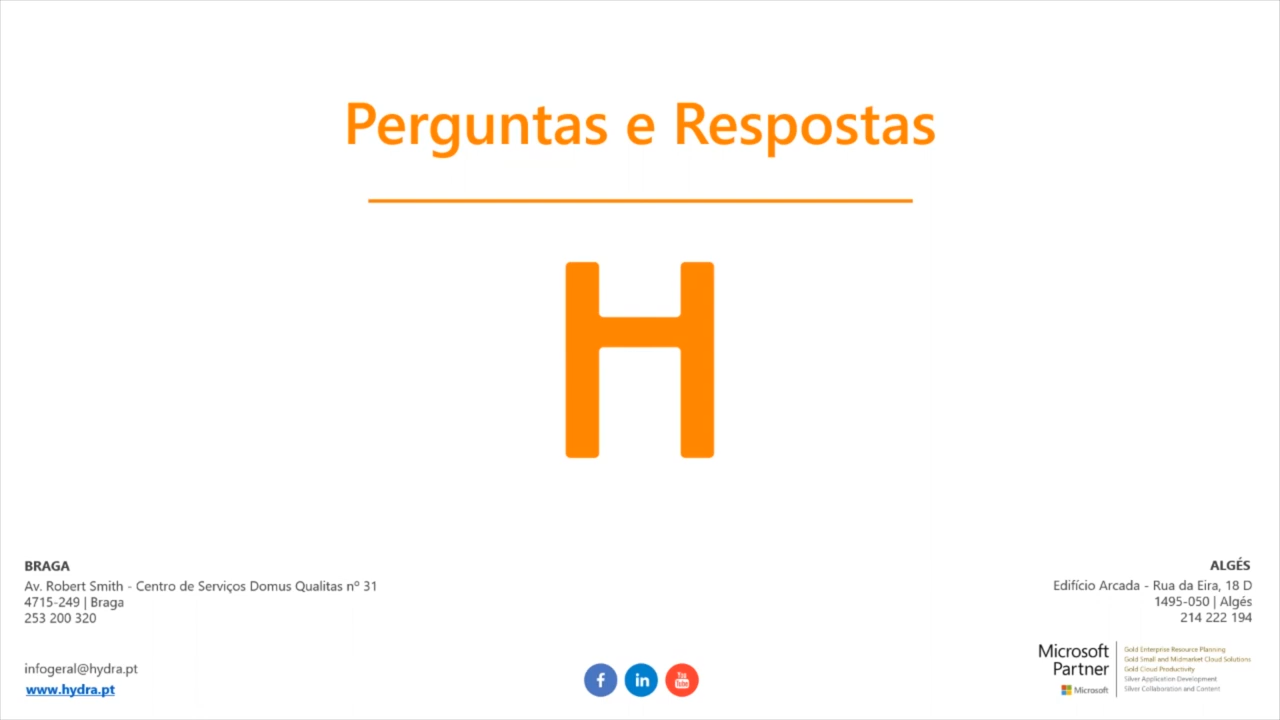 Perguntas e Respostas
H
BRAGA
Av. Robert Smith - Centro de Serviços Domus Qualitas nº 31
4715-249 | Braga
253 200 320
infogeral@hydra.pt
www.hydra.pt
f
in
You Tube
ALGÉS
Edifício Arcada - Rua da Eira, 18 D
1495-050 | Algés
214 222 194
Microsoft
Partner
Microsoft
Gold Enterprise Resource Planning
Gold Small and Midmarket Cloud Solutions
Gold Cloud Productivity
Silver Application Development
Silver Collaboration and Content